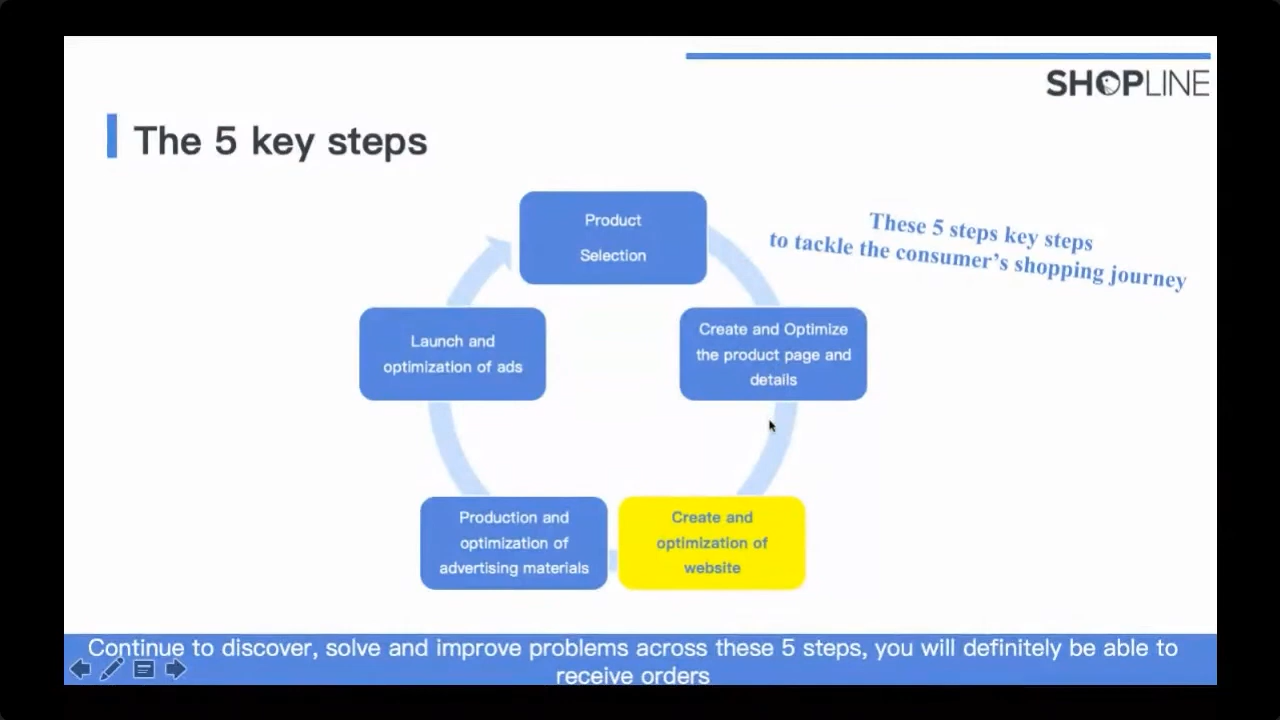 SHOPLINE
The 5 key steps
Product
Selection
These 5 steps key steps
to tackle the consumer's shopping journey
Launch and
optimization of ads
Create and Optimize
the product page and
details
Production and
optimization of
advertising materials
Create and
optimization of
website
Continue to discover, solve and improve problems across these 5 steps, you will definitely be able to
receive orders